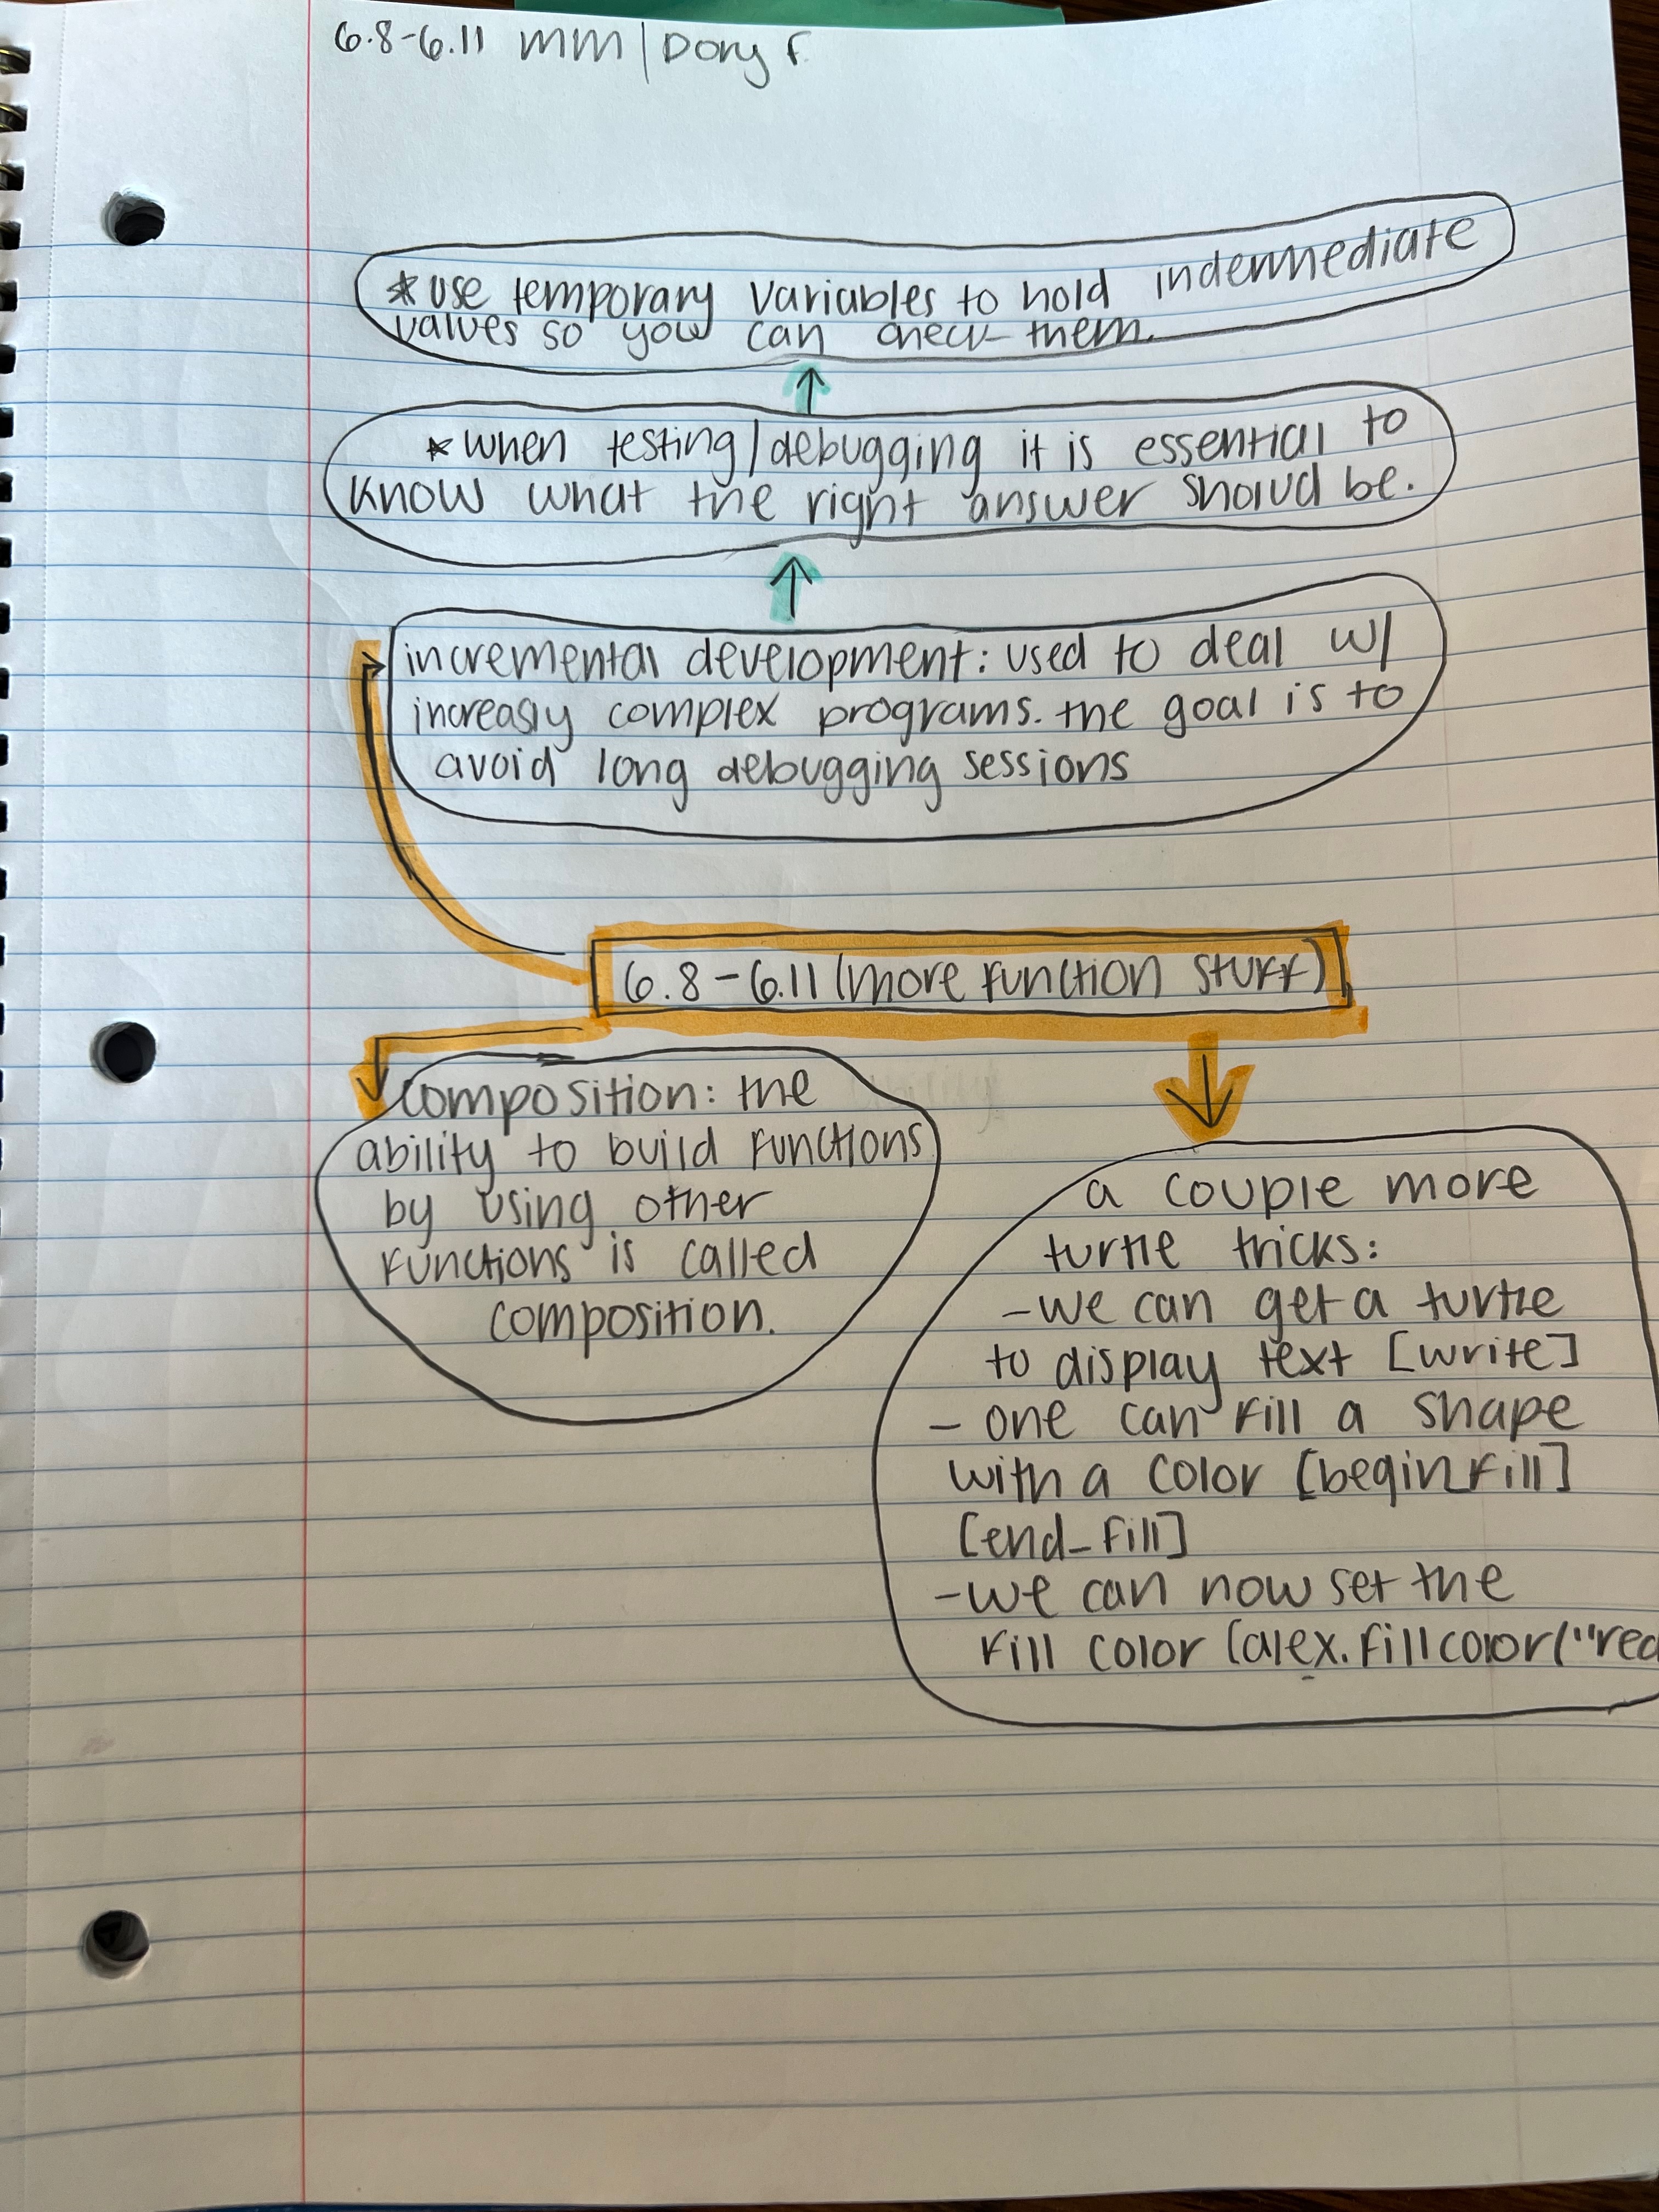 6.8-6.11 MM | Dory F.
* use temporary variables to hold indermediate
values so you can check them.
* when testing/debugging it is essential to
know what the right answer should be.
incremental development: used to deal w/
increasly complex programs. the goal is to
avoid long debugging sessions
6.8-6.11 (more function stuff)
composition: the
ability to build functions
by using other
functions is called
composition.
a couple more
turtle tricks:
- we can get a turtle
to display text [write]
- one can fill a shape
with a color [begin_fill]
[end_fill]
- we can now set the
fill color [alex.fillcolor("red